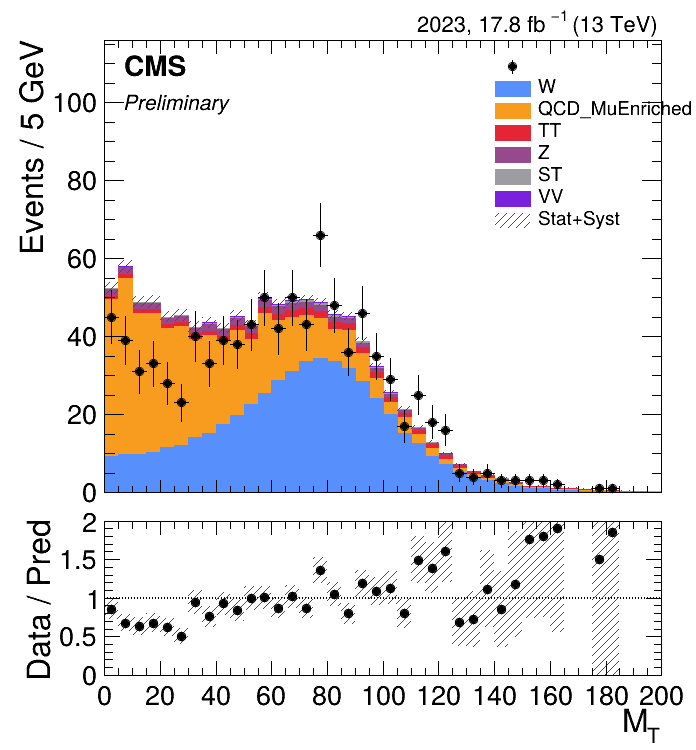 2023, 17.8 fb⁻¹ (13 TeV)
CMS
Preliminary
W
QCD_MuEnriched
TT
Z
ST
VV
Stat+Syst
Events / 5 GeV
100
80
60
40
20
0
Data / Pred
2
1.5
1
0.5
0
0 20 40 60 80 100 120 140 160 180 200
M_T